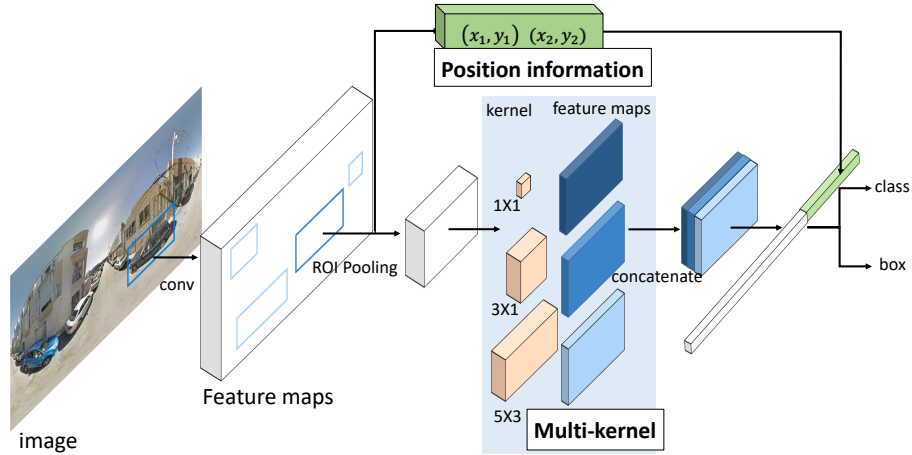 (x₁, y₁) (x₂, y₂)
Position information
kernel
feature maps
1X1
class
conv
ROI Pooling
concatenate
box
3X1
Feature maps
5X3
Multi-kernel
image